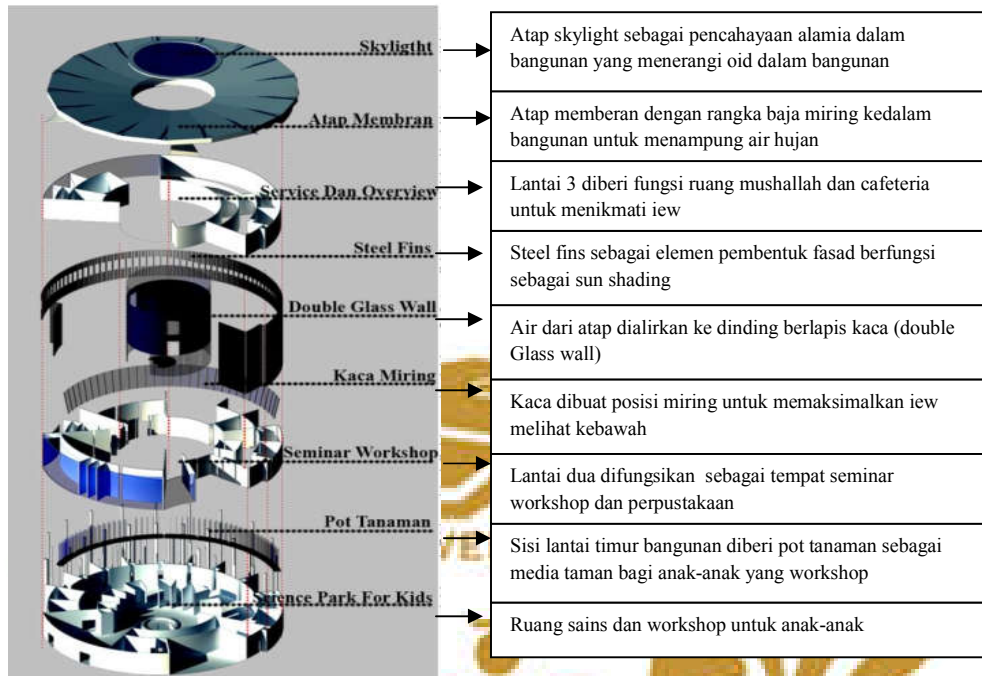 Skyligtht
Atap skylight sebagai pencahayaan alamia dalam
bangunan yang menerangi oid dalam bangunan
Atap Membran
Atap memberan dengan rangka baja miring kedalam
bangunan untuk menampung air hujan
Service Dan Overview
Lantai 3 diberi fungsi ruang mushallah dan cafeteria
untuk menikmati iew
Steel Fins
Steel fins sebagai elemen pembentuk fasad berfungsi
sebagai sun shading
Double Glass Wall
Air dari atap dialirkan ke dinding berlapis kaca (double
Glass wall)
Kaca Miring
Kaca dibuat posisi miring untuk memaksimalkan iew
melihat kebawah
Seminar Workshop
Lantai dua difungsikan sebagai tempat seminar
workshop dan perpustakaan
Pot Tanaman
Sisi lantai timur bangunan diberi pot tanaman sebagai
media taman bagi anak-anak yang workshop
Science Park For Kids
Ruang sains dan workshop untuk anak-anak